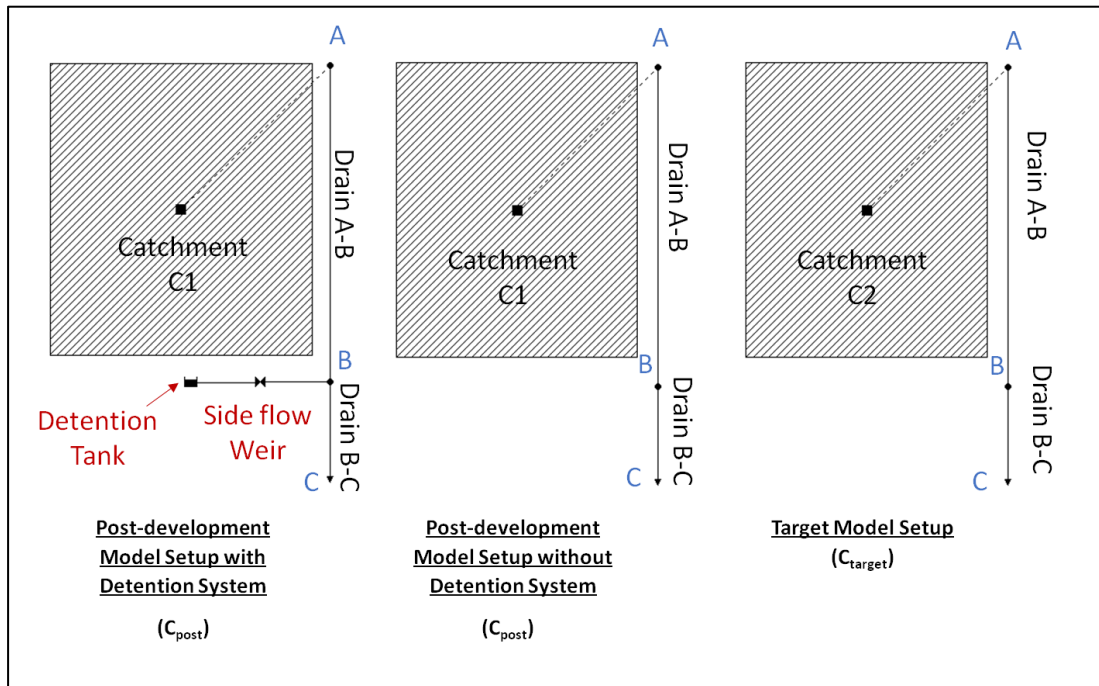 A
Drain A-B
Catchment
C1
B
Detention
Tank
Side flow
Weir
Drain B-C
C
Post-development
Model Setup with
Detention System
(Cpost)
A
Drain A-B
Catchment
C1
B
Drain B-C
C
Post-development
Model Setup without
Detention System
(Cpost)
A
Drain A-B
Catchment
C2
B
Drain B-C
C
Target Model Setup
(Ctarget)